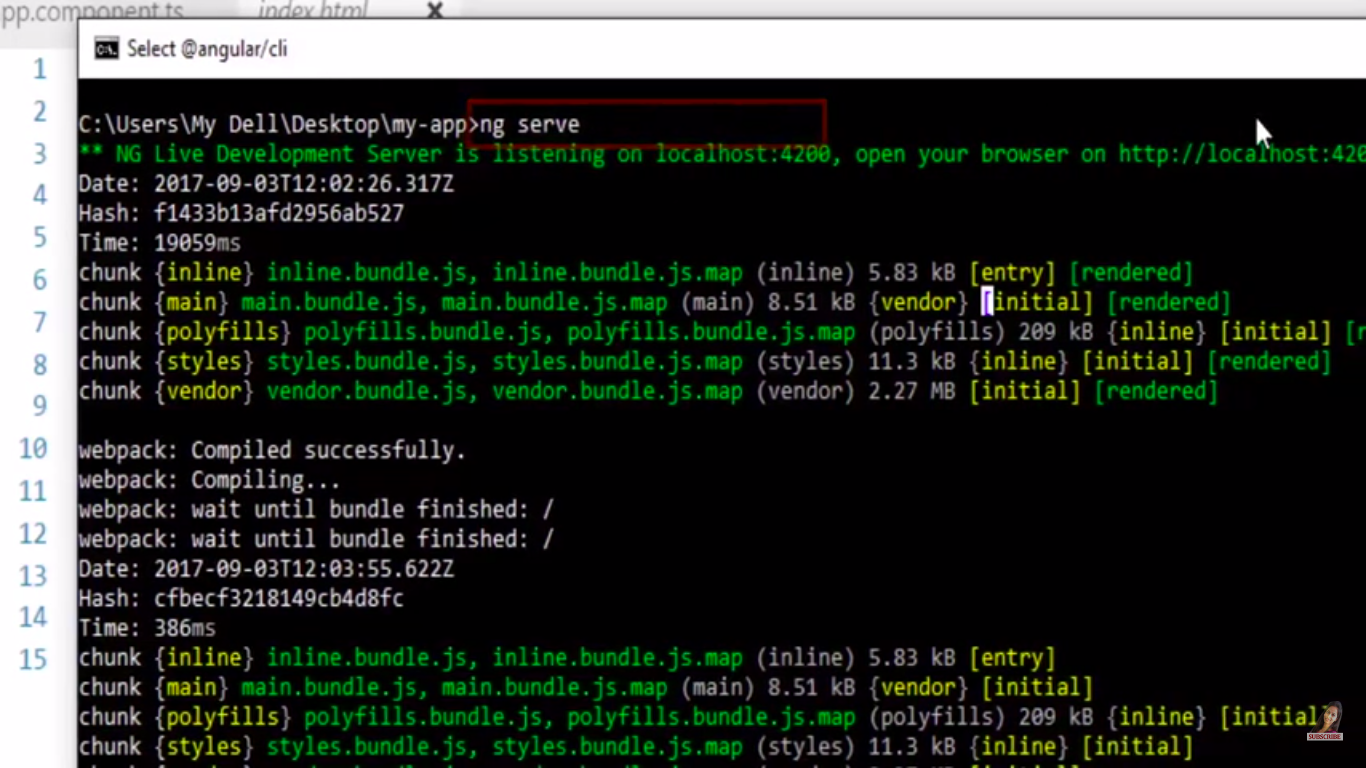 app.component.ts index.html
Select @angular/cli
1
2
3
4
5
6
7
8
9
10
11
12
13
14
15
C:\Users\My Dell\Desktop\my-app>ng serve
** NG Live Development Server is listening on localhost:4200, open your browser on http://localhost:420
Date: 2017-09-03T12:02:26.317Z
Hash: f1433b13afd2956ab527
Time: 19059ms
chunk {inline} inline.bundle.js, inline.bundle.js.map (inline) 5.83 kB [entry] [rendered]
chunk {main} main.bundle.js, main.bundle.js.map (main) 8.51 kB {vendor} [initial] [rendered]
chunk {polyfills} polyfills.bundle.js, polyfills.bundle.js.map (polyfills) 209 kB {inline} [initial] [r
chunk {styles} styles.bundle.js, styles.bundle.js.map (styles) 11.3 kB {inline} [initial] [rendered]
chunk {vendor} vendor.bundle.js, vendor.bundle.js.map (vendor) 2.27 MB [initial] [rendered]
webpack: Compiled successfully.
webpack: Compiling...
webpack: wait until bundle finished: /
webpack: wait until bundle finished: /
Date: 2017-09-03T12:03:55.622Z
Hash: cfbecf3218149cb4d8fc
Time: 386ms
chunk {inline} inline.bundle.js, inline.bundle.js.map (inline) 5.83 kB [entry]
chunk {main} main.bundle.js, main.bundle.js.map (main) 8.51 kB {vendor} [initial]
chunk {polyfills} polyfills.bundle.js, polyfills.bundle.js.map (polyfills) 209 kB {inline} [initial
chunk {styles} styles.bundle.js, styles.bundle.js.map (styles) 11.3 kB {inline} [initial]
SUBSCRIBE